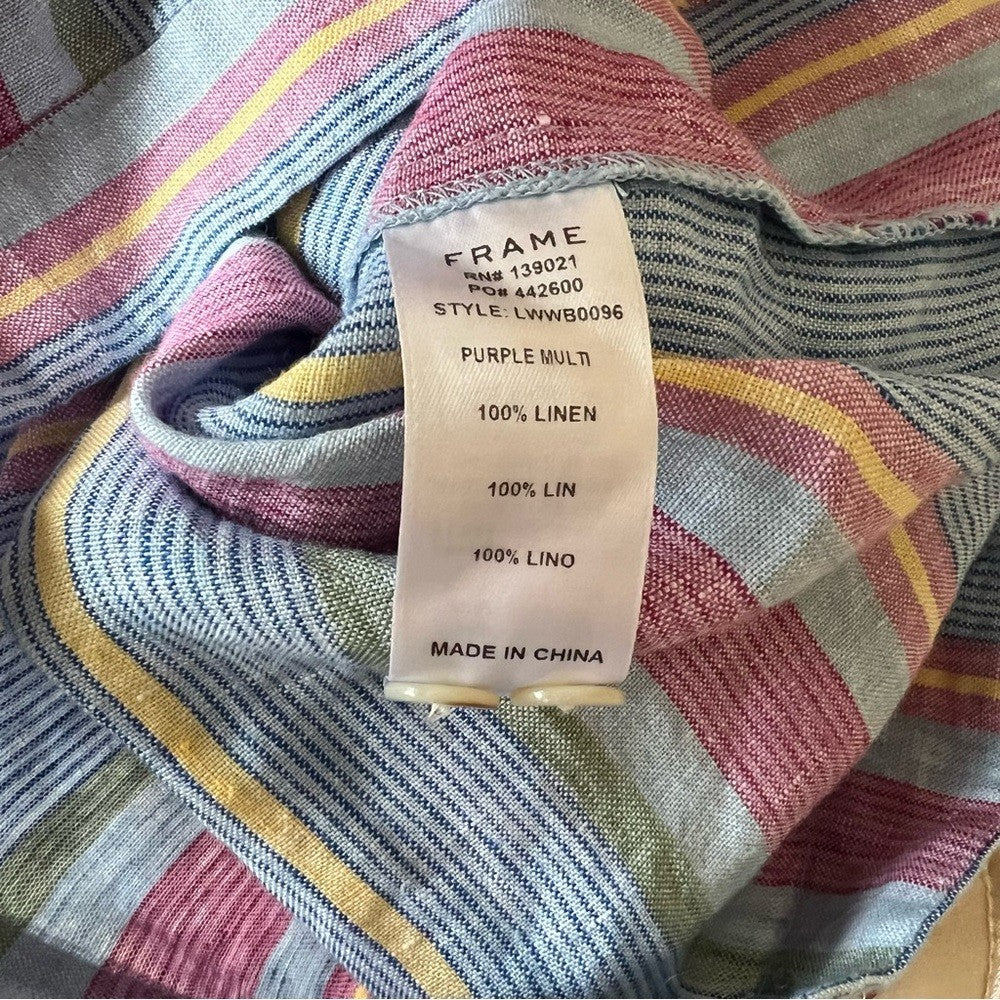 FRAME
RN# 139021
PO# 442600
STYLE: LWWB0096
PURPLE MULTI
100% LINEN
100% LIN
100% LINO
MADE IN CHINA